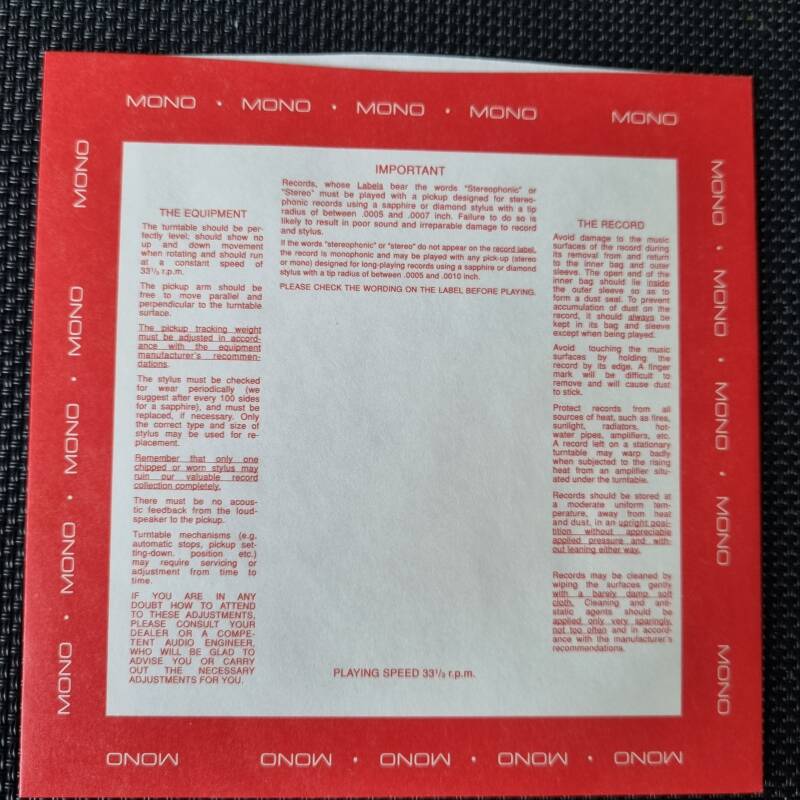 MONO • MONO • MONO • MONO MONO
IMPORTANT
Records, whose Labels bear the words "Stereophonic" or
"Stereo" must be played with a pickup designed for stereo-
phonic records using a sapphire or diamond stylus with a tip
radius of between .0005 and .0007 inch. Failure to do so is
likely to result in poor sound and irreparable damage to record
and stylus.
If the words "stereophonic" or "stereo" do not appear on the record label,
the record is monophonic and may be played with any pick-up (stereo
or mono) designed for long-playing records using a sapphire or diamond
stylus with a tip radius of between .0005 and .0010 inch.
PLEASE CHECK THE WORDING ON THE LABEL BEFORE PLAYING.
THE EQUIPMENT
The turntable should be per-
fectly level; should show no
up and down movement
when rotating and should run
at a constant speed of
33⅓ r.p.m.
The pickup arm should be
free to move parallel and
perpendicular to the turntable
surface.
The pickup tracking weight
must be adjusted in accord-
ance with the equipment
manufacturer's recommen-
dations.
The stylus must be checked
for wear periodically (we
suggest after every 100 sides
for a sapphire), and must be
replaced, if necessary. Only
the correct type and size of
stylus may be used for re-
placement.
Remember that only one
chipped or worn stylus may
ruin our valuable record
collection completely.
There must be no acous-
tic feedback from the loud-
speaker to the pickup.
Turntable mechanisms (e.g.
automatic stops, pickup set-
ting-down. position etc.)
may require servicing or
adjustment from time to
time.
IF YOU ARE IN ANY
DOUBT HOW TO ATTEND
TO THESE ADJUSTMENTS,
PLEASE CONSULT YOUR
DEALER OR A COMPE-
TENT AUDIO ENGINEER,
WHO WILL BE GLAD TO
ADVISE YOU OR CARRY
OUT THE NECESSARY
ADJUSTMENTS FOR YOU.
THE RECORD
Avoid damage to the music
surfaces of the record during
its removal from and return
to the inner bag and outer
sleeve. The open end of the
inner bag should lie inside
the outer sleeve so as to
form a dust seal. To prevent
accumulation of dust on the
record, it should always be
kept in its bag and sleeve
except when being played.
Avoid touching the music
surfaces by holding the
record by its edge. A finger
mark will be difficult to
remove and will cause dust
to stick.
Protect records from all
sources of heat, such as fires,
sunlight, radiators, hot-
water pipes, amplifiers, etc.
A record left on a stationary
turntable may warp badly
when subjected to the rising
heat from an amplifier situ-
ated under the turntable.
Records should be stored at
a moderate uniform tem-
perature, away from heat
and dust, in an upright posi-
tition without appreciable
applied pressure and with-
out leaning either way.
Records may be cleaned by
wiping the surfaces gently
with a barely damp soft
cloth. Cleaning and anti-
static agents should be
applied only very sparingly,
not too often and in accord-
ance with the manufacturer's
recommendations.
PLAYING SPEED 33⅓ r.p.m.
MONO
MONO • MONO • MONO • MONO
MONO • MONO • MONO • MONO
MONO
MONO • MONO • MONO • MONO MONO